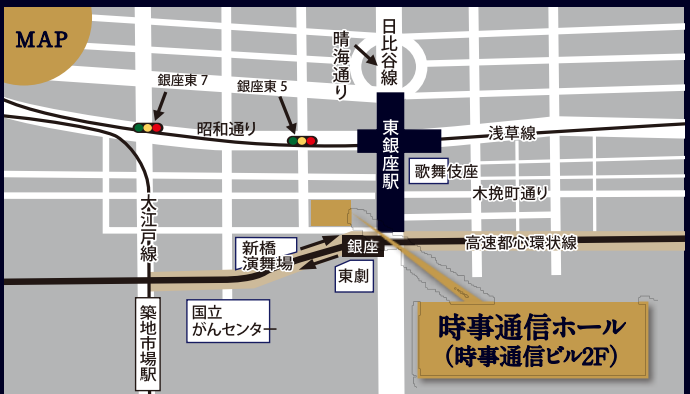 MAP
日比谷線
晴海通り
銀座東7
銀座東5
昭和通り
東銀座駅
浅草線
歌舞伎座
木挽町通り
大江戸線
新橋
演舞場
銀座
高速都心環状線
東劇
国立
がんセンター
築地市場駅
時事通信ホール
(時事通信ビル2F)